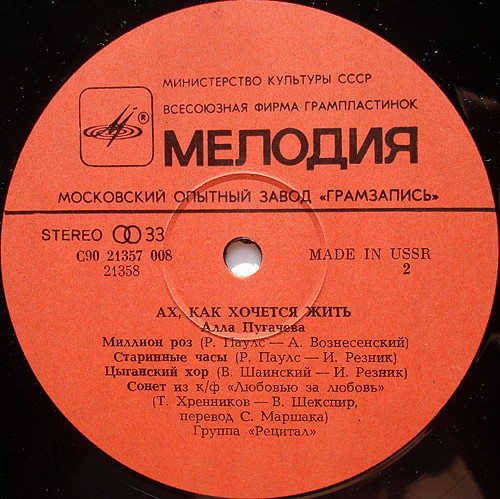 МИНИСТЕРСТВО КУЛЬТУРЫ СССР
ВСЕСОЮЗНАЯ ФИРМА ГРАМПЛАСТИНОК
®
МЕЛОДИЯ
МОСКОВСКИЙ ОПЫТНЫЙ ЗАВОД «ГРАМЗАПИСЬ»
STEREO 33
С90 21357 008
21358
MADE IN USSR
2
АХ, КАК ХОЧЕТСЯ ЖИТЬ
Алла Пугачева
Миллион роз (Р. Паулс — А. Вознесенский)
Старинные часы (Р. Паулс — И. Резник)
Цыганский хор (В. Шаинский — И. Резник)
Сонет из к/ф «Любовью за любовь»
(Т. Хренников — В. Шекспир,
перевод С. Маршака)
Группа «Рецитал»